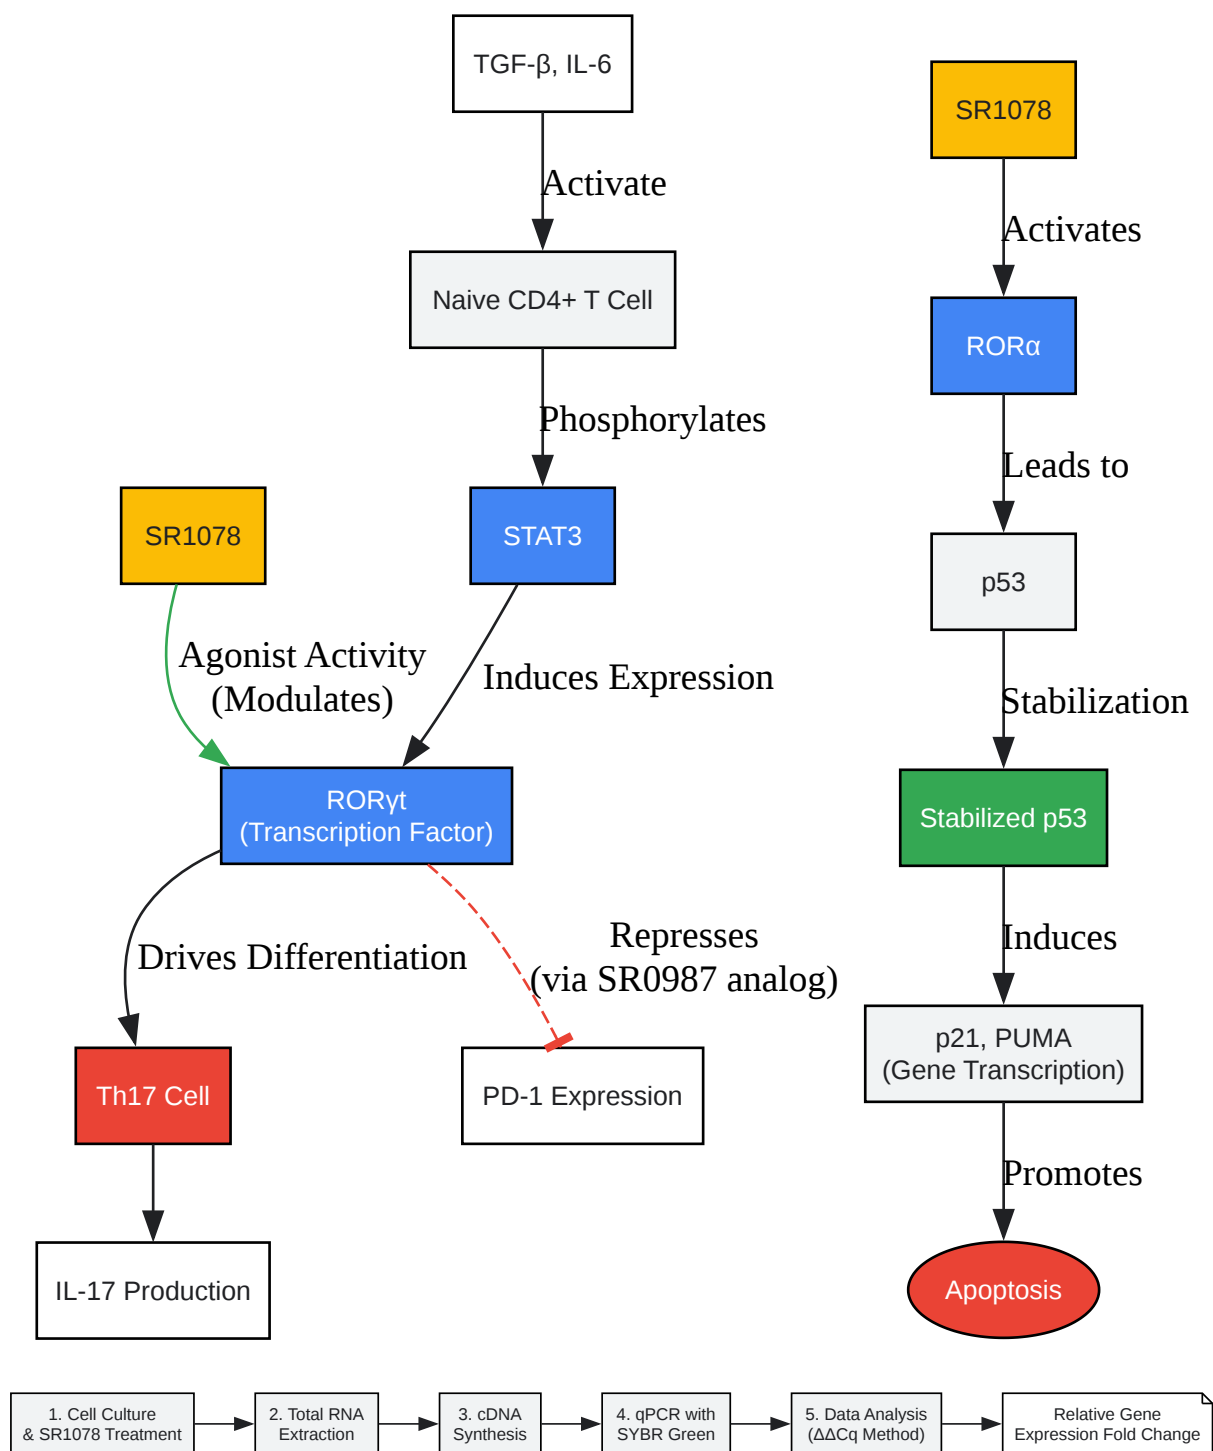 TGF-β, IL-6
Activate
Naive CD4+ T Cell
Phosphorylates
SR1078
STAT3
Agonist Activity
(Modulates)
Induces Expression
RORγt
(Transcription Factor)
Drives Differentiation
Represses
(via SR0987 analog)
Th17 Cell
PD-1 Expression
IL-17 Production
SR1078
Activates
RORα
Leads to
p53
Stabilization
Stabilized p53
Induces
p21, PUMA
(Gene Transcription)
Promotes
Apoptosis
1. Cell Culture
& SR1078 Treatment
2. Total RNA
Extraction
3. cDNA
Synthesis
4. qPCR with
SYBR Green
5. Data Analysis
(ΔΔCq Method)
Relative Gene
Expression Fold Change